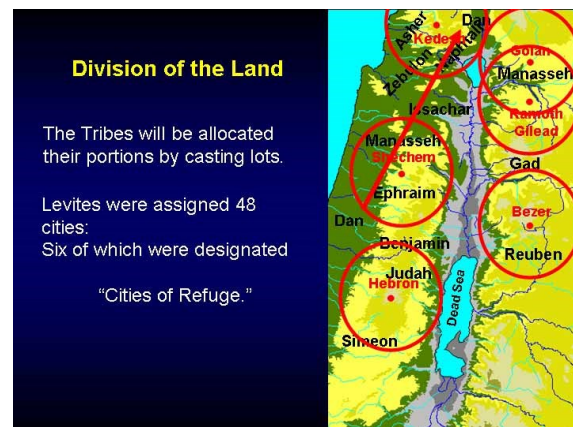 Division of the Land
The Tribes will be allocated
their portions by casting lots.
Levites were assigned 48
cities:
Six of which were designated
“Cities of Refuge.”
Dan
Asher
Kedesh
Naphtali
Zebulon
Golan
Manasseh
Issachar
Ramoth
Gilead
Manasseh
Shechem
Gad
Ephraim
Dan
Bezer
Benjamin
Reuben
Judah
Hebron
Dead Sea
Simeon